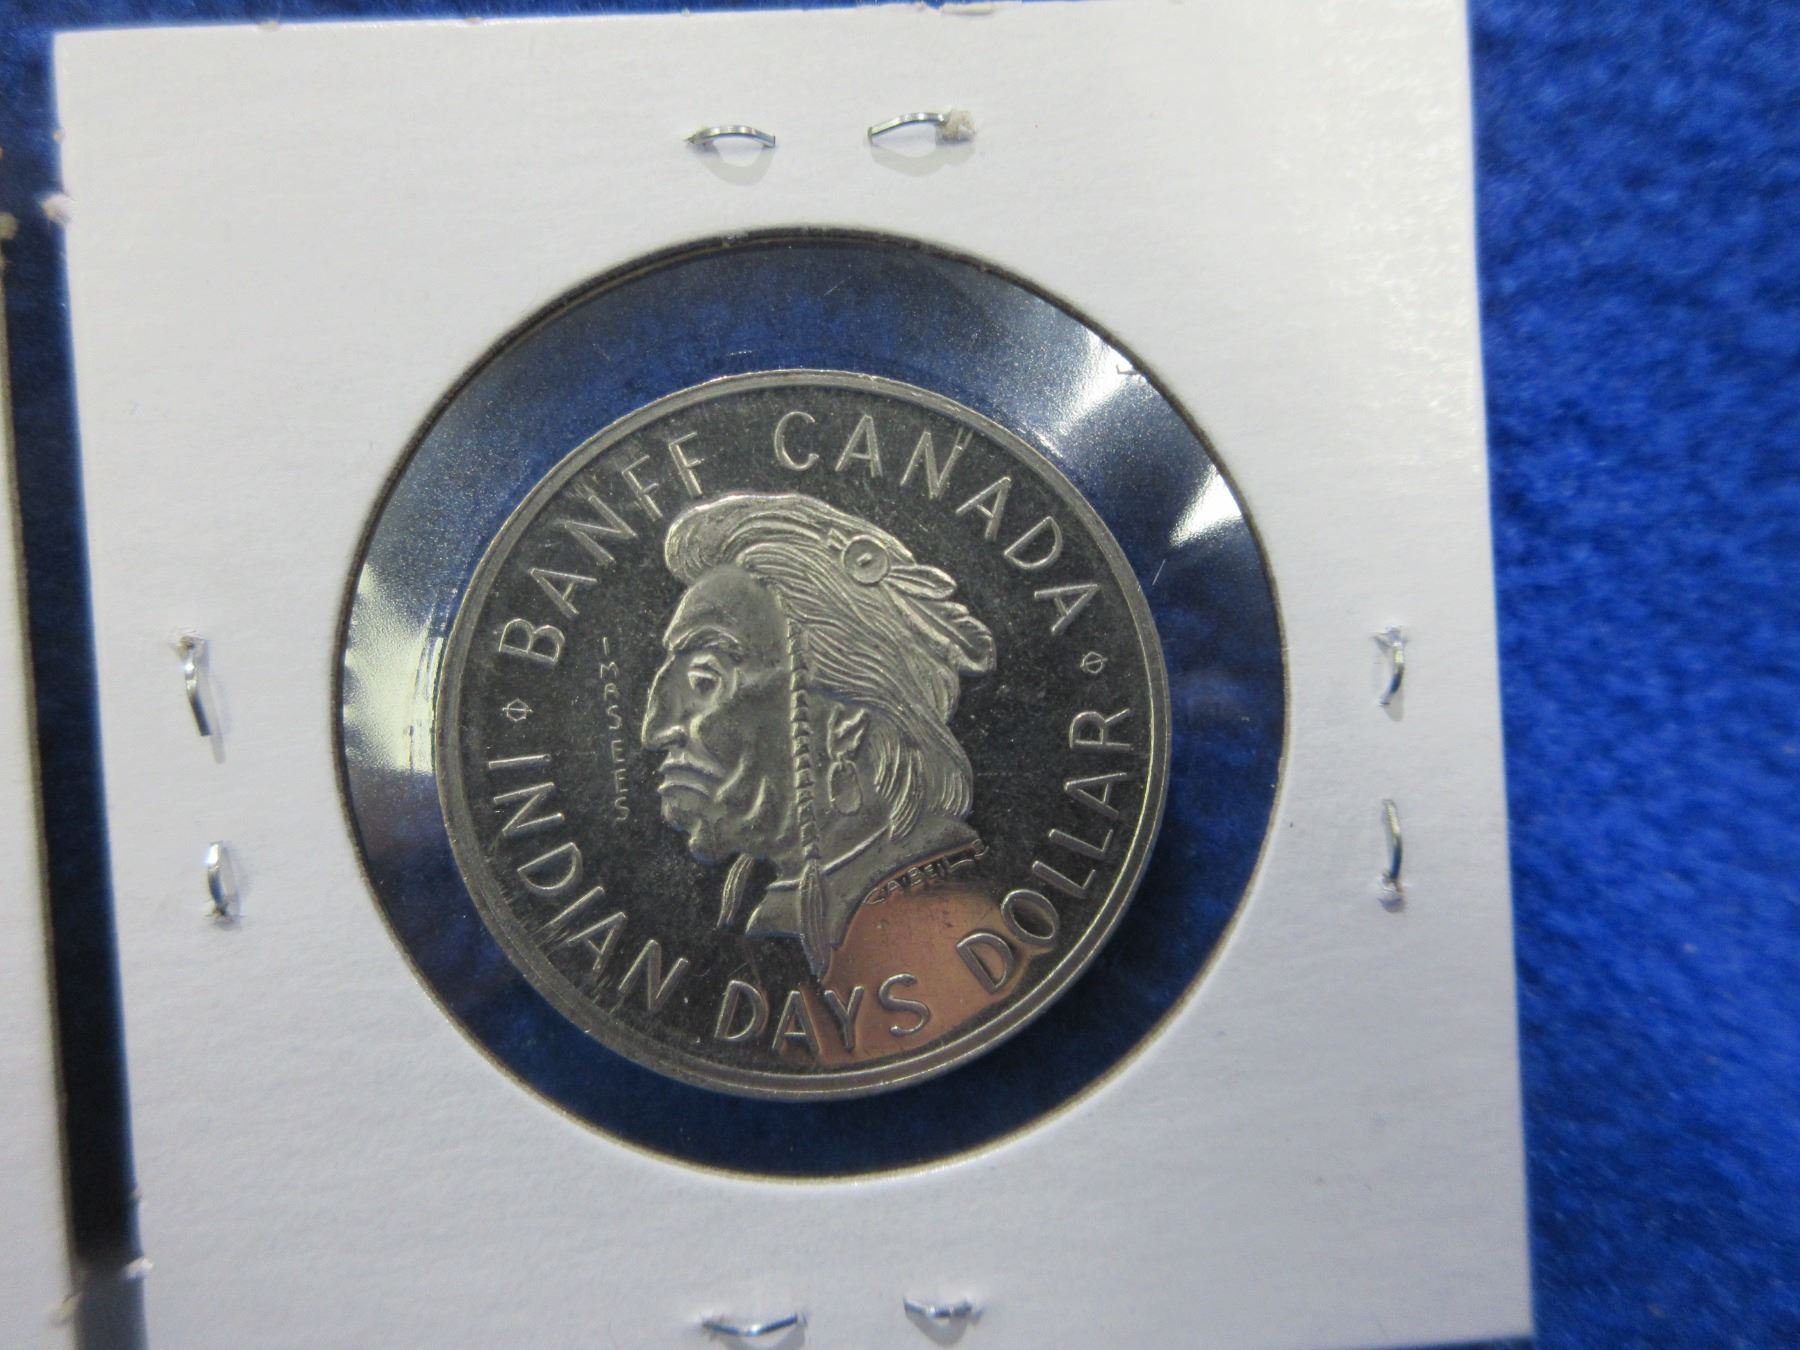 BANFF CANADA
IMASEES
INDIAN DAYS DOLLAR